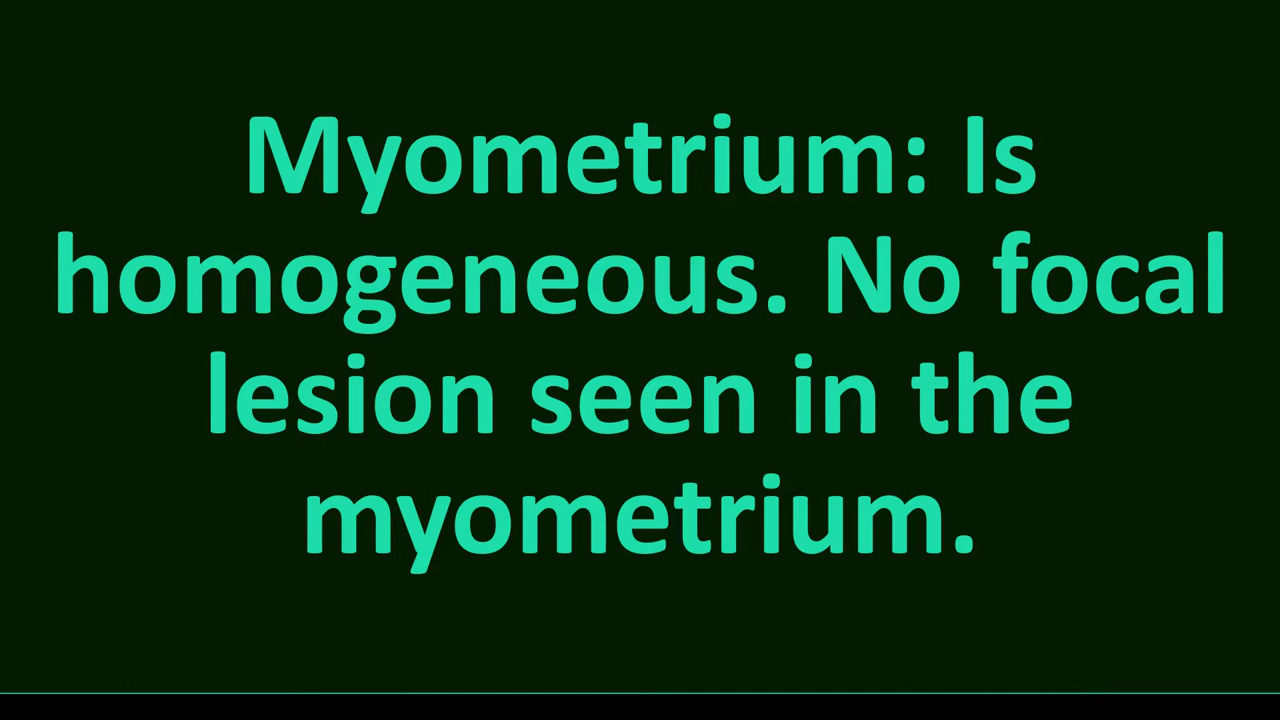 Myometrium: Is
homogeneous. No focal
lesion seen in the
myometrium.